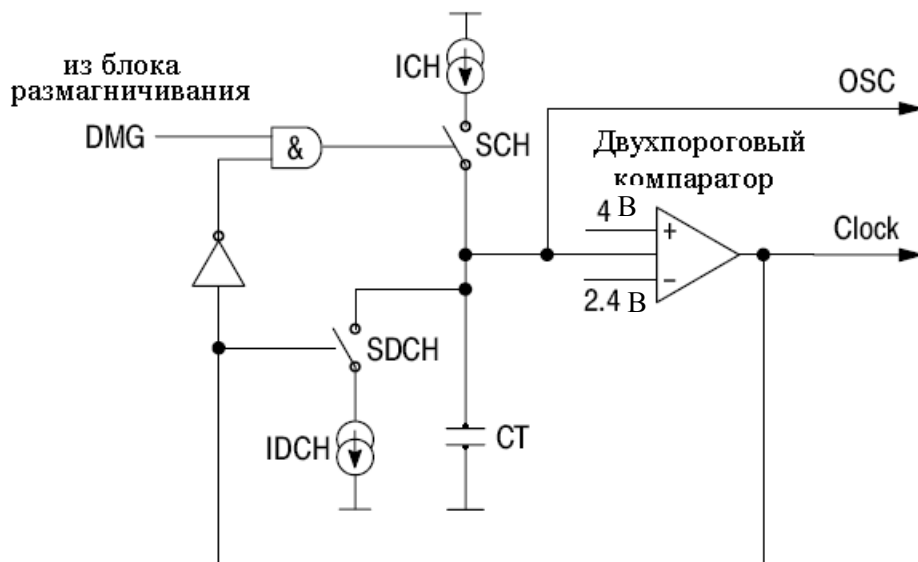 из блока
размагничивания
ICH
OSC
DMG
&
SCH
Двухпороговый
компаратор
4 В
+
Clock
−
2.4 В
SDCH
IDCH
CT